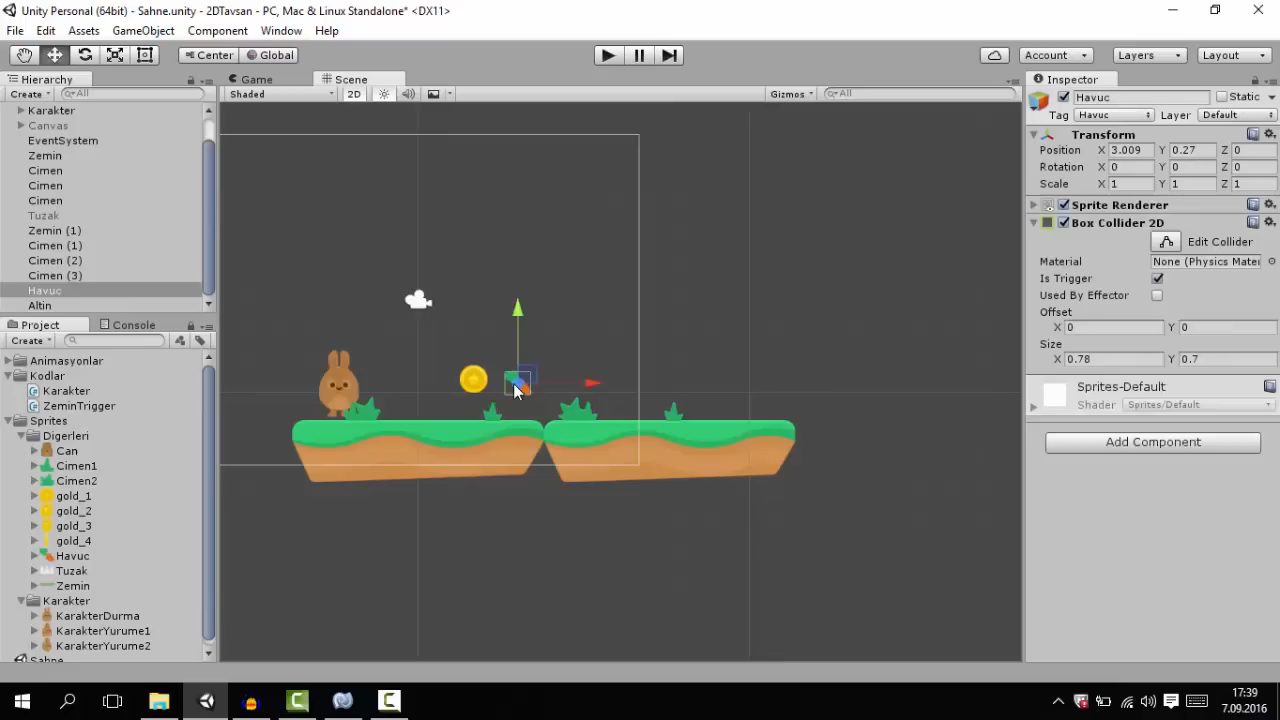 Unity Personal (64bit) - Sahne.unity - 2DTavsan - PC, Mac & Linux Standalone* <DX11>
File Edit Assets GameObject Component Window Help
Center Global Account Layers Layout
Hierarchy
Create All
Karakter
Canvas
EventSystem
Zemin
Cimen
Cimen
Cimen
Tuzak
Zemin (1)
Cimen (1)
Cimen (2)
Cimen (3)
Havuc
Altin
Project Console
Create
Animasyonlar
Kodlar
Karakter
ZeminTrigger
Sprites
Digerleri
Can
Cimen1
Cimen2
gold_1
gold_2
gold_3
gold_4
Havuc
Tuzak
Zemin
Karakter
KarakterDurma
KarakterYurume1
KarakterYurume2
Sahne
Game Scene
Shaded 2D Gizmos All
Inspector
Havuc Static
Tag Havuc Layer Default
Transform
Position X 3.009 Y 0.27 Z 0
Rotation X 0 Y 0 Z 0
Scale X 1 Y 1 Z 1
Sprite Renderer
Box Collider 2D
Edit Collider
Material None (Physics Mater
Is Trigger
Used By Effector
Offset
X 0 Y 0
Size
X 0.78 Y 0.7
Sprites-Default
Shader Sprites/Default
Add Component
17:39
7.09.2016